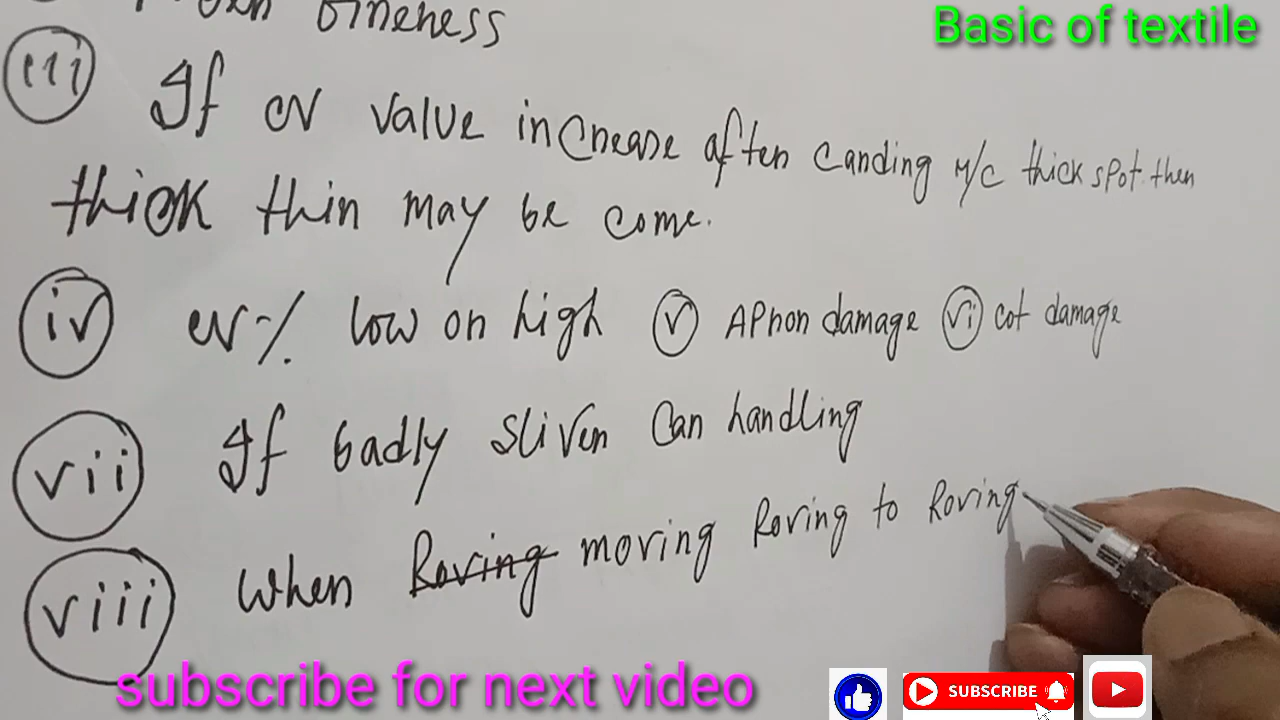 Basic of textile
fineness
(iii) If CV value increase after carding M/C thick spot then
thick thin may be come.
(iv) CV% low or high (v) APron damage (vi) cot damage
(vii) If badly sliver can handling
(viii) When Roving moving Roving to Roving
subscribe for next video
SUBSCRIBE